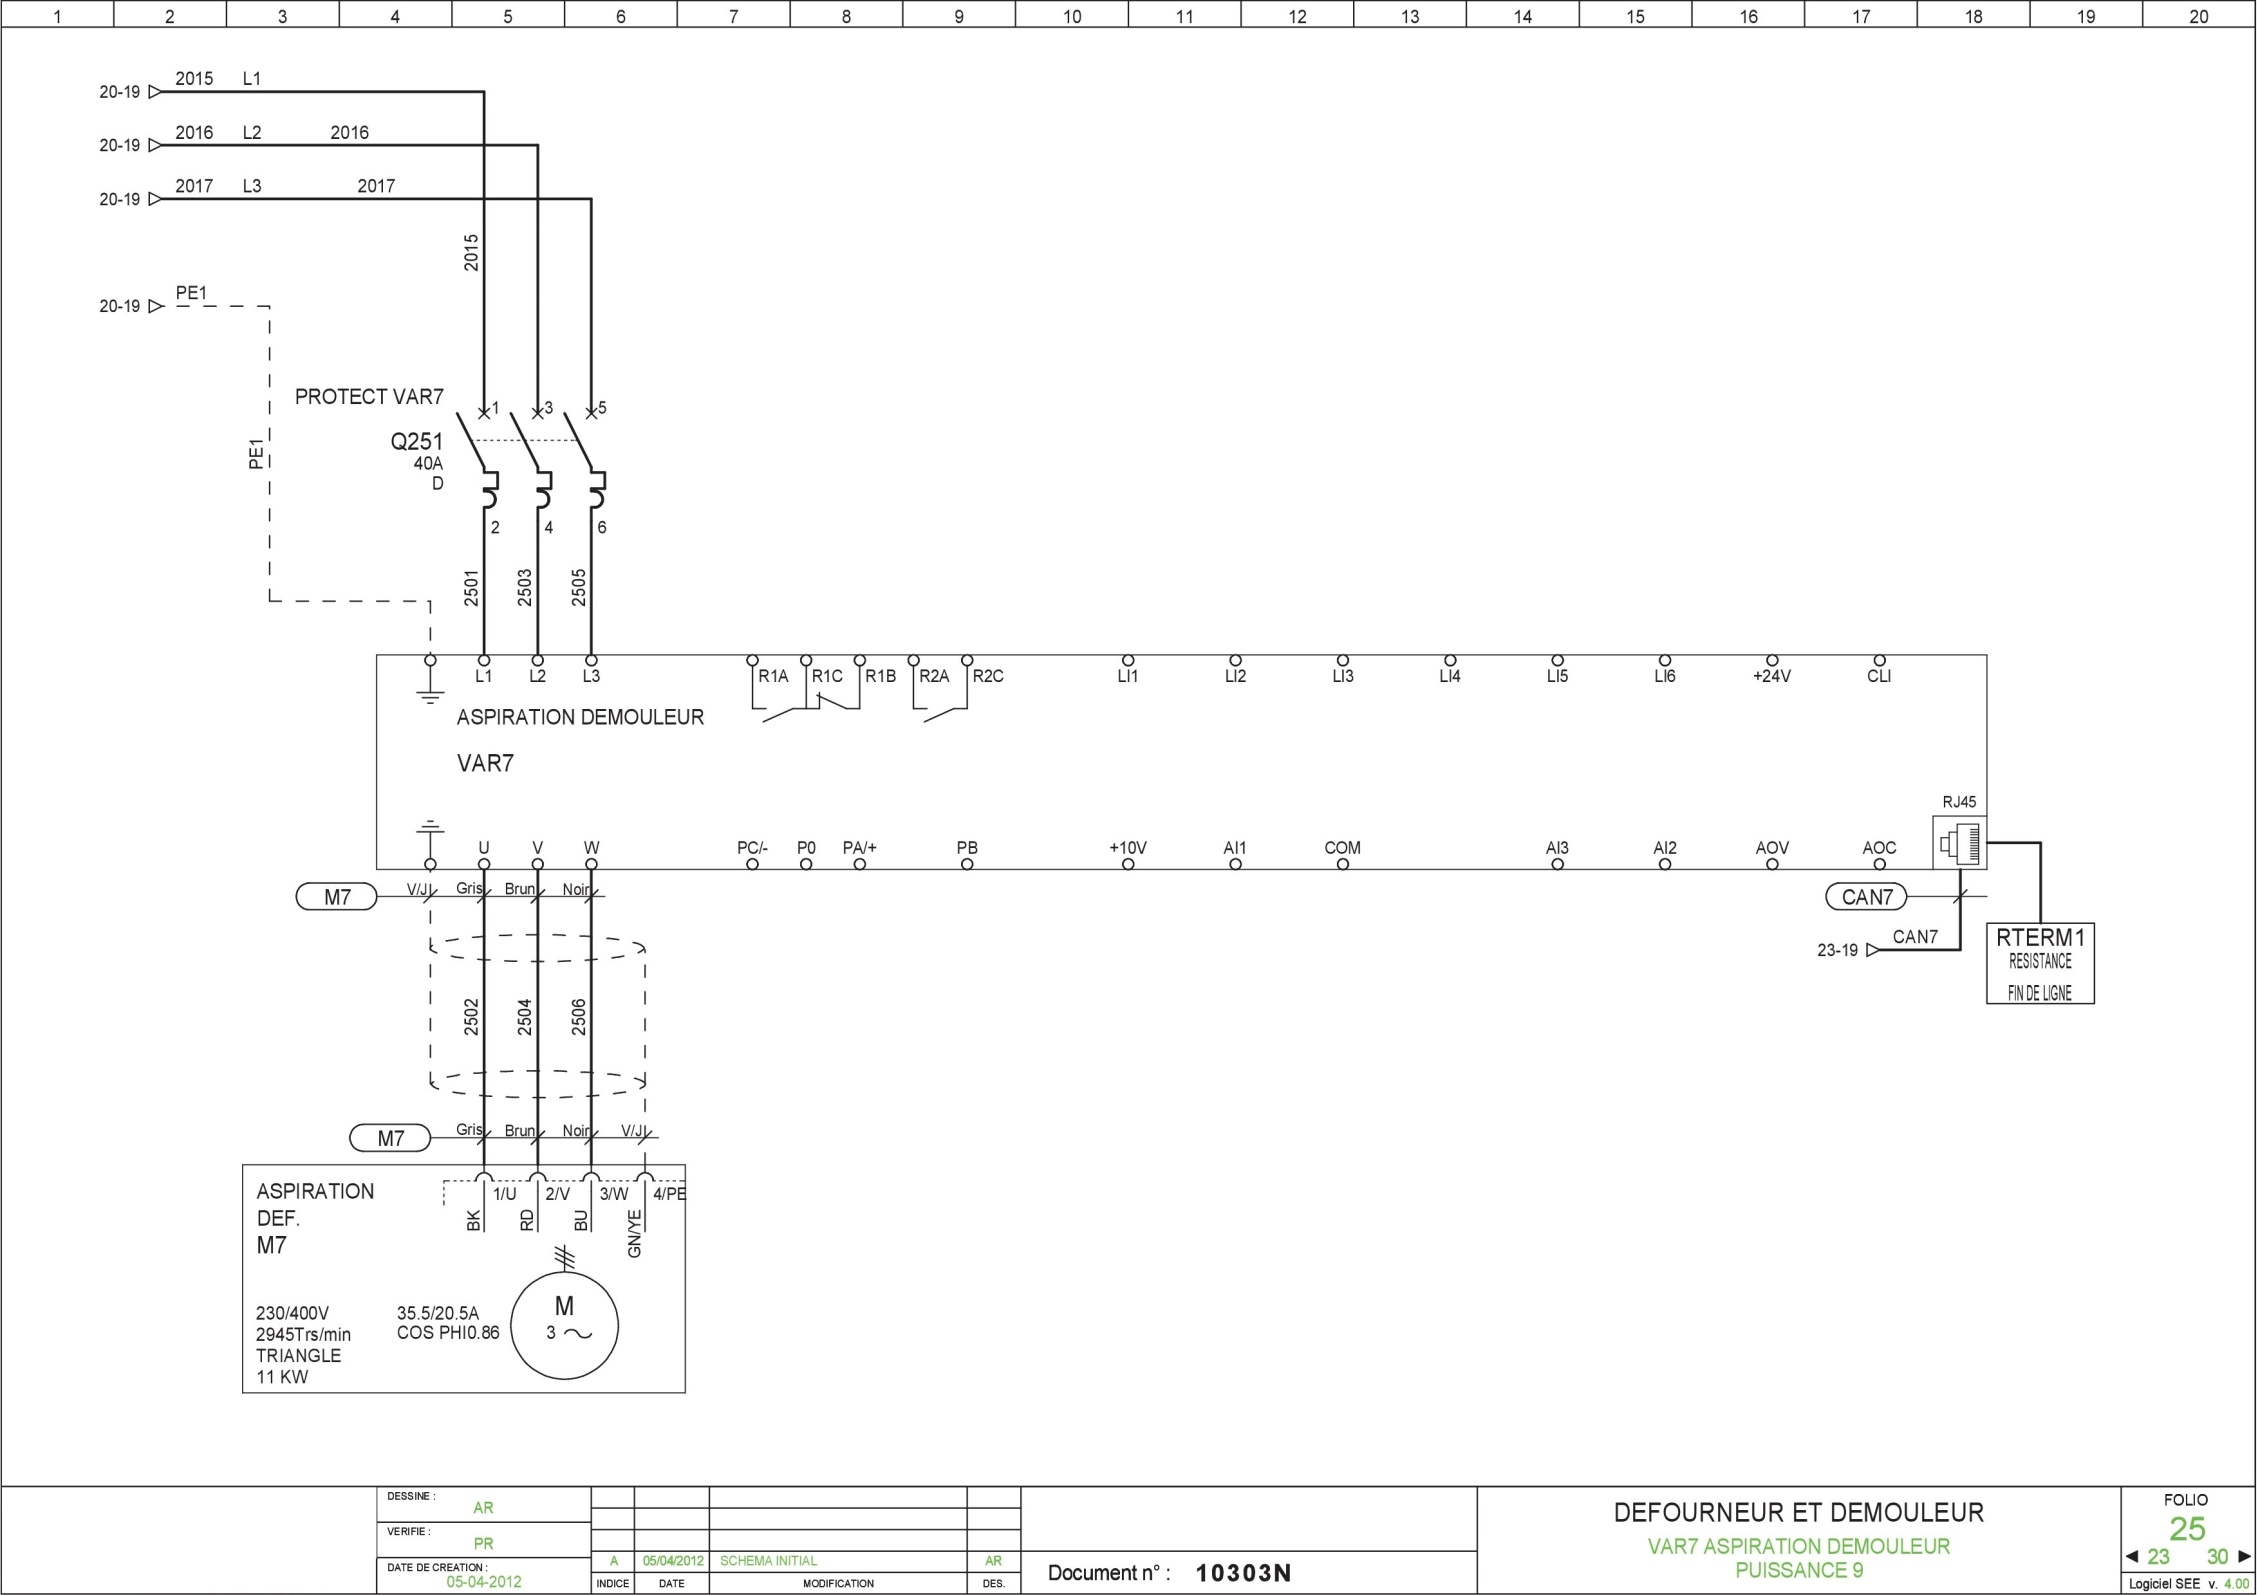 1 2 3 4 5 6 7 8 9 10 11 12 13 14 15 16 17 18 19 20
2015 L1
20-19
2016 L2 2016
20-19
2017 L3 2017
20-19
2015
PE1
20-19
PE1
PROTECT VAR7
1 3 5
Q251
40A
D
2 4 6
2501 2503 2505
L1 L2 L3 R1A R1C R1B R2A R2C LI1 LI2 LI3 LI4 LI5 LI6 +24V CLI
ASPIRATION DEMOULEUR
VAR7
RJ45
U V W PC/- P0 PA/+ PB +10V AI1 COM AI3 AI2 AOV AOC
M7 V/J Gris Brun Noir
CAN7
CAN7
23-19
RTERM1
RESISTANCE
FIN DE LIGNE
2502 2504 2506
M7 Gris Brun Noir V/J
1/U 2/V 3/W 4/PE
BK RD BU GN/YE
ASPIRATION
DEF.
M7
M
3
230/400V 35.5/20.5A
2945Trs/min COS PHI0.86
TRIANGLE
11 KW
DESSINE :
AR
VERIFIE :
PR
DATE DE CREATION :
05-04-2012
A 05/04/2012 SCHEMA INITIAL AR
INDICE DATE MODIFICATION DES.
Document n° : 10303N
DEFOURNEUR ET DEMOULEUR
VAR7 ASPIRATION DEMOULEUR
PUISSANCE 9
FOLIO
25
23 30
Logiciel SEE v. 4.00